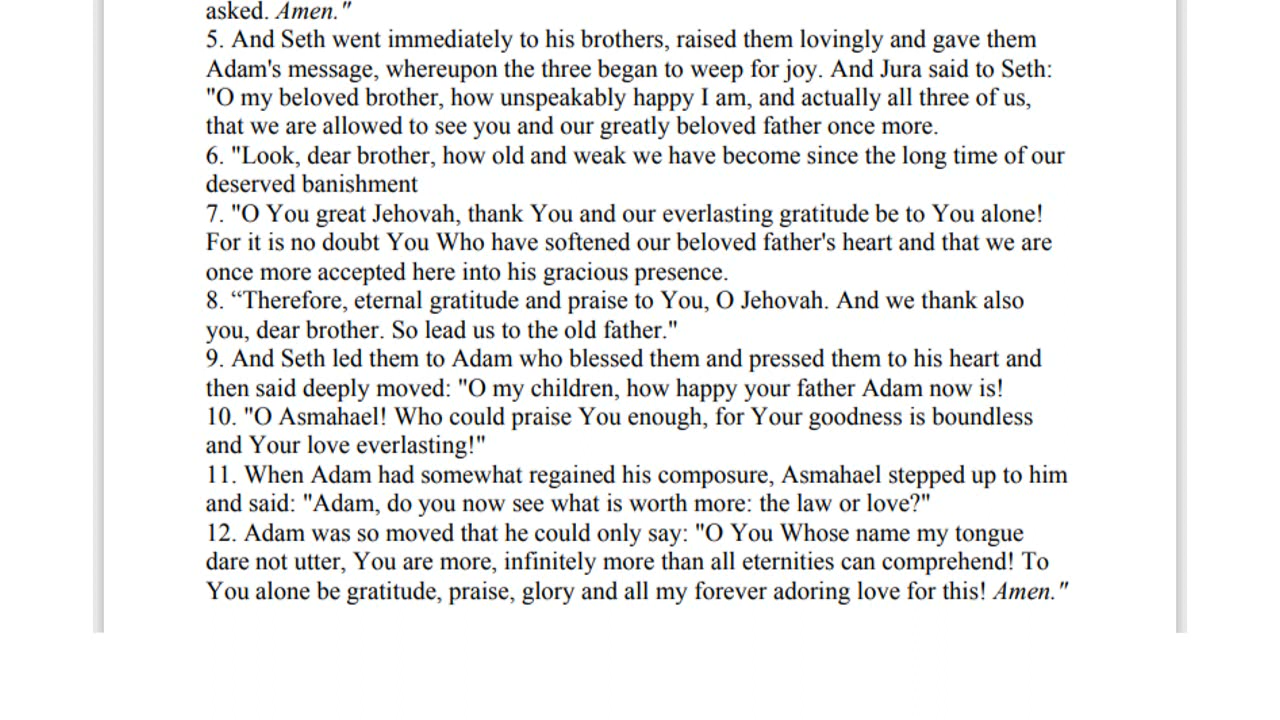 asked. Amen."
5. And Seth went immediately to his brothers, raised them lovingly and gave them
Adam's message, whereupon the three began to weep for joy. And Jura said to Seth:
"O my beloved brother, how unspeakably happy I am, and actually all three of us,
that we are allowed to see you and our greatly beloved father once more.
6. "Look, dear brother, how old and weak we have become since the long time of our
deserved banishment
7. "O You great Jehovah, thank You and our everlasting gratitude be to You alone!
For it is no doubt You Who have softened our beloved father's heart and that we are
once more accepted here into his gracious presence.
8. “Therefore, eternal gratitude and praise to You, O Jehovah. And we thank also
you, dear brother. So lead us to the old father."
9. And Seth led them to Adam who blessed them and pressed them to his heart and
then said deeply moved: "O my children, how happy your father Adam now is!
10. "O Asmahael! Who could praise You enough, for Your goodness is boundless
and Your love everlasting!"
11. When Adam had somewhat regained his composure, Asmahael stepped up to him
and said: "Adam, do you now see what is worth more: the law or love?"
12. Adam was so moved that he could only say: "O You Whose name my tongue
dare not utter, You are more, infinitely more than all eternities can comprehend! To
You alone be gratitude, praise, glory and all my forever adoring love for this! Amen."